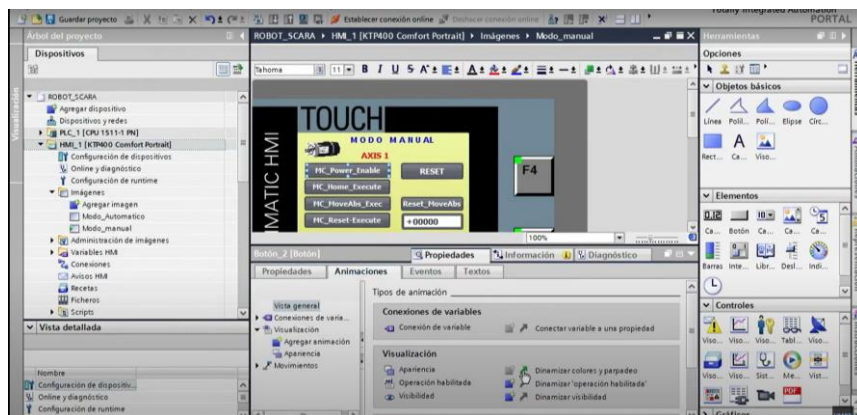 Totally Integrated Automation
PORTAL
Guardar proyecto
Establecer conexión online
Deshacer conexión online
Árbol del proyecto
Dispositivos
Visualización
ROBOT_SCARA
Agregar dispositivo
Dispositivos y redes
PLC_1 [CPU 1511-1 PN]
HMI_1 [KTP400 Comfort Portrait]
Configuración de dispositivos
Online y diagnóstico
Configuración de runtime
Imágenes
Agregar imagen
Modo_Automatico
Modo_manual
Administración de imágenes
Variables HMI
Conexiones
Avisos HMI
Recetas
Ficheros
Scripts
Vista detallada
Nombre
Configuración de dispositiv...
Online y diagnóstico
Configuración de runtime
ROBOT_SCARA HMI_1 [KTP400 Comfort Portrait] Imágenes Modo_manual
Tahoma 11 B I U S A
TOUCH
MATIC HMI
MODO MANUAL
AXIS 1
MC_Power_Enable RESET
MC_Home_Execute
MC_MoveAbs_Exec Reset_MoveAbs
MC_Reset-Execute +00000
F4
100%
Botón_2 [Botón]
Propiedades Información Diagnóstico
Propiedades Animaciones Eventos Textos
Vista general
Conexiones de varia...
Visualización
Agregar animación
Apariencia
Movimientos
Tipos de animación
Conexiones de variables
Conexión de variable Conectar variable a una propiedad
Visualización
Apariencia Dinamizar colores y parpadeo
Operación habilitada Dinamizar 'operación habilitada'
Visibilidad Dinamizar visibilidad
Herramientas
Opciones
Objetos básicos
Línea Polil... Polí... Elipse Círc...
Rect... Ca... Viso...
Elementos
Ca... Botón Ca... Ca... Ca...
Barras Inte... Libr... Desl... Indi...
Controles
Viso... Viso... Viso... Tabl... Viso...
Viso... Viso... Sist... Me... Vist...
PDF
Gráficos